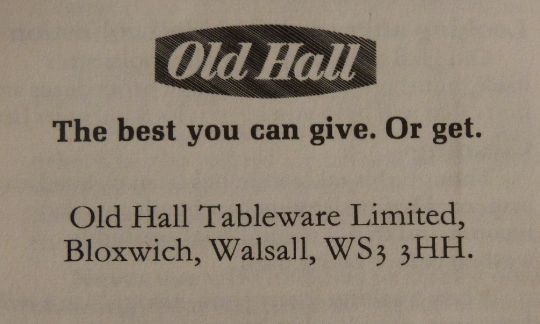 Old Hall
The best you can give. Or get.
Old Hall Tableware Limited,
Bloxwich, Walsall, WS3 3HH.